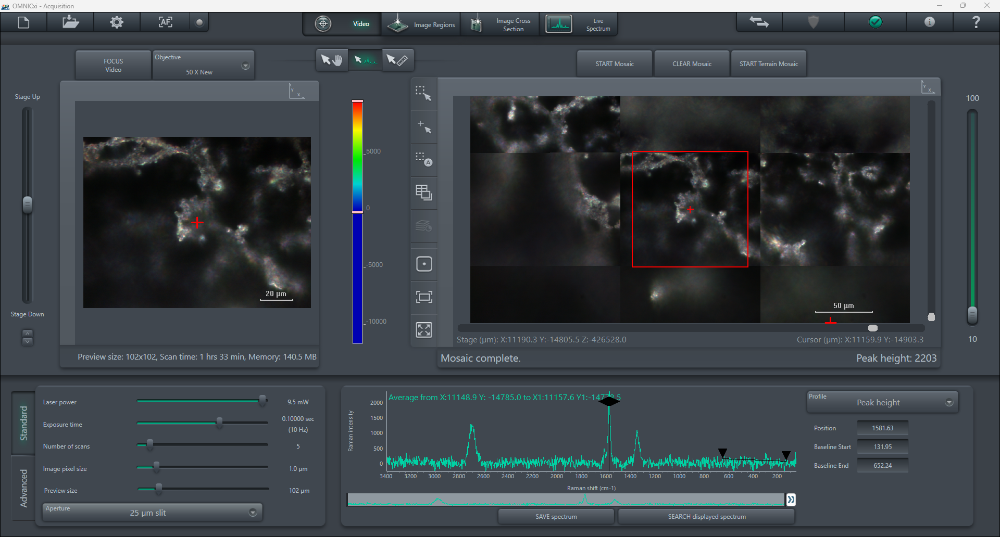 OMNICxi - Acquisition
AF
Video
Image Regions
Image Cross
Section
Live
Spectrum
i
?
FOCUS
Video
Objective
50 X New
START Mosaic
CLEAR Mosaic
START Terrain Mosaic
Stage Up
Stage Down
Y
X
20 µm
Preview size: 102x102, Scan time: 1 hrs 33 min, Memory: 140.5 MB
5000
0
-5000
-10000
A
Y
X
50 µm
Stage (µm): X:11190.3 Y:-14805.5 Z:-426528.0
Cursor (µm): X:11159.9 Y:-14903.3
Mosaic complete.
Peak height: 2203
100
10
Standard
Advanced
Laser power
9.5 mW
Exposure time
0.10000 sec
(10 Hz)
Number of scans
5
Image pixel size
1.0 µm
Preview size
102 µm
Aperture
25 µm slit
Average from X:11148.9 Y: -14785.0 to X1:11157.6 Y1:
Raman intensity
2000
1500
1000
500
0
3400 3200 3000 2800 2600 2400 2200 2000 1800 1600 1400 1200 1000 800 600 400 200
Raman shift (cm-1)
SAVE spectrum
SEARCH displayed spectrum
Profile
Peak height
Position
1581.63
Baseline Start
131.95
Baseline End
652.24